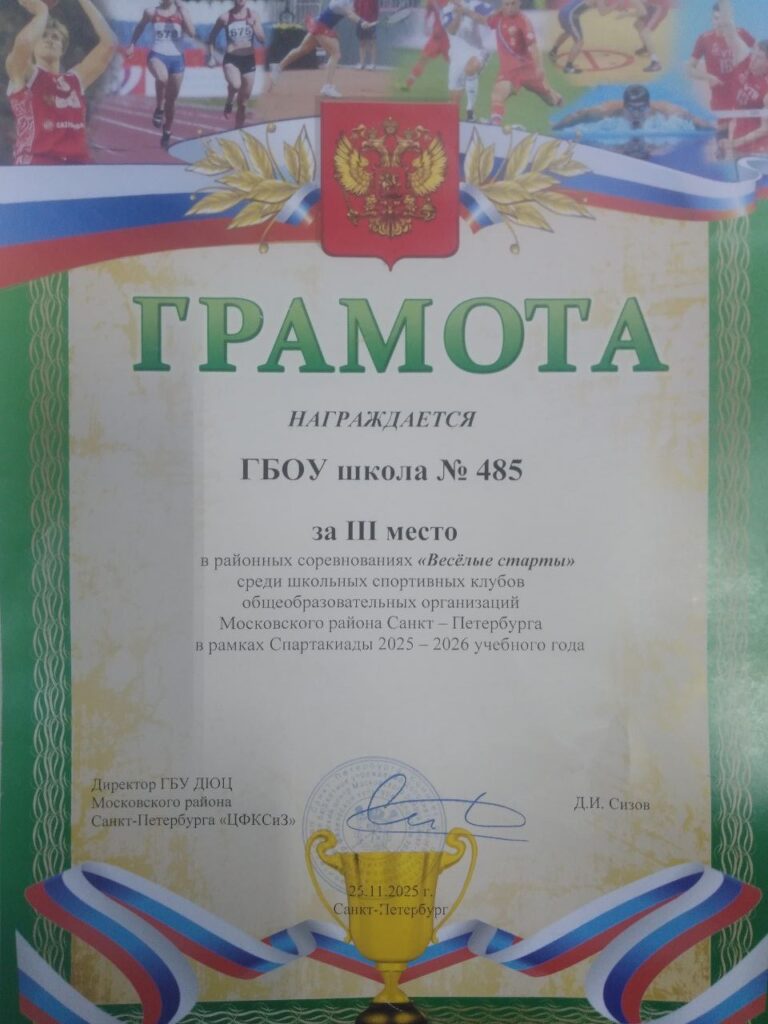 ГРАМОТА
НАГРАЖДАЕТСЯ
ГБОУ школа № 485
за III место
в районных соревнованиях «Весёлые старты»
среди школьных спортивных клубов
общеобразовательных организаций
Московского района Санкт – Петербурга
в рамках Спартакиады 2025 – 2026 учебного года
Директор ГБУ ДЮЦ
Московского района
Санкт-Петербурга «ЦФКСиЗ»
Д.И. Сизов
25.11.2025 г.
Санкт-Петербург